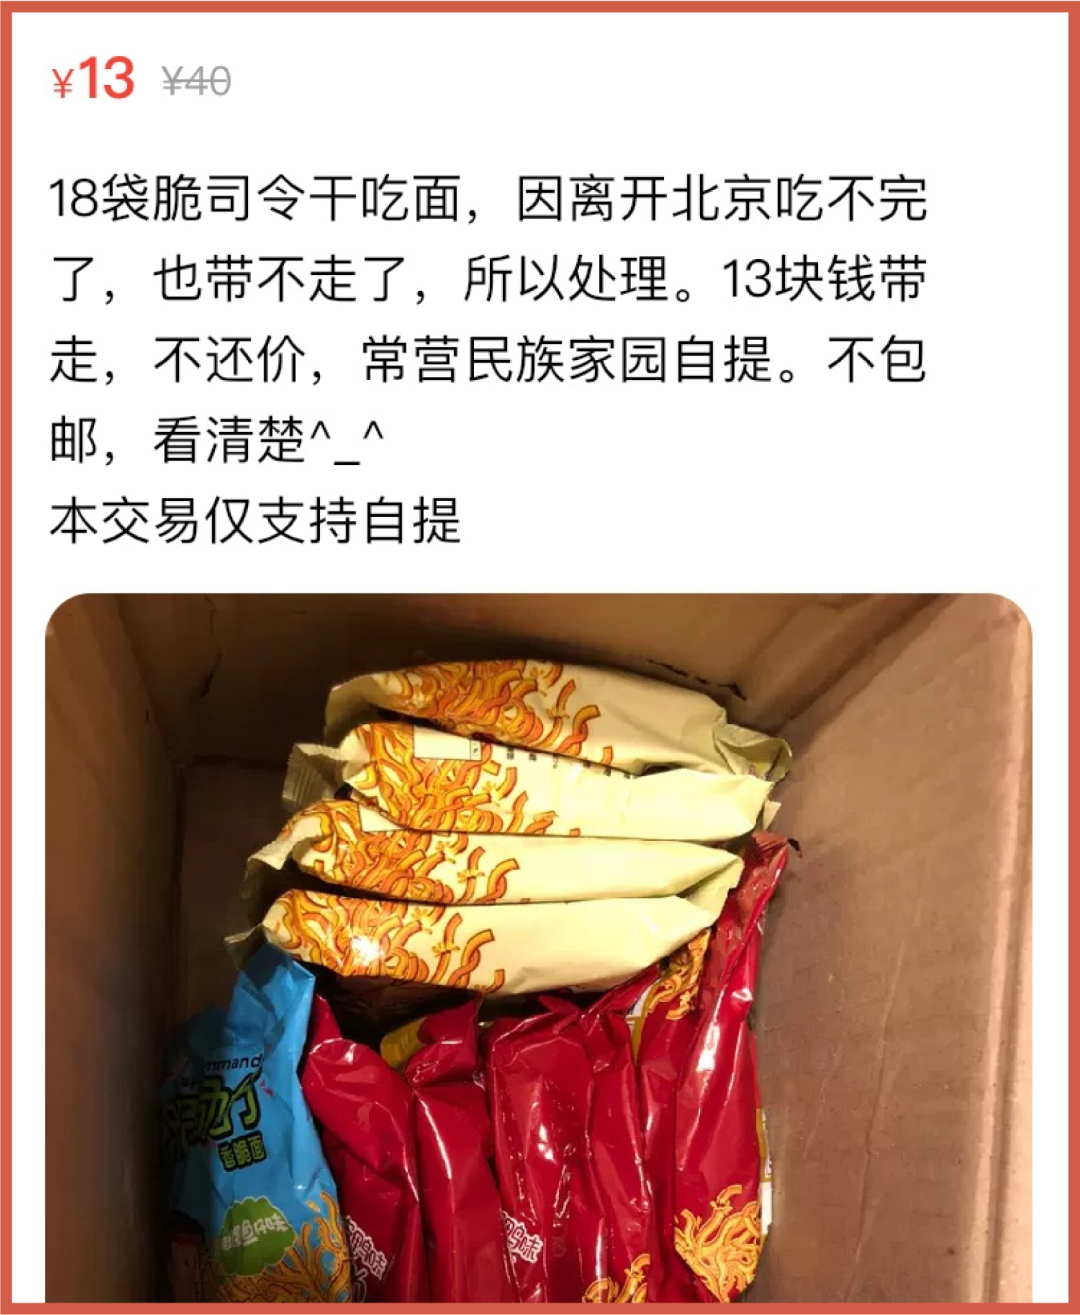 ¥13 ¥40
18袋脆司令干吃面，因离开北京吃不完
了，也带不走了，所以处理。13块钱带
走，不还价，常营民族家园自提。不包
邮，看清楚^_^
本交易仅支持自提
香脆面